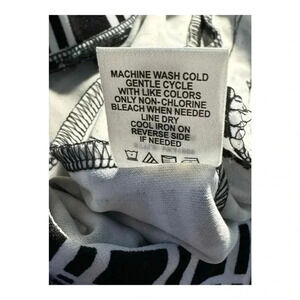 MACHINE WASH COLD
GENTLE CYCLE
WITH LIKE COLORS
ONLY NON-CHLORINE
BLEACH WHEN NEEDED
LINE DRY
COOL IRON ON
REVERSE SIDE
IF NEEDED